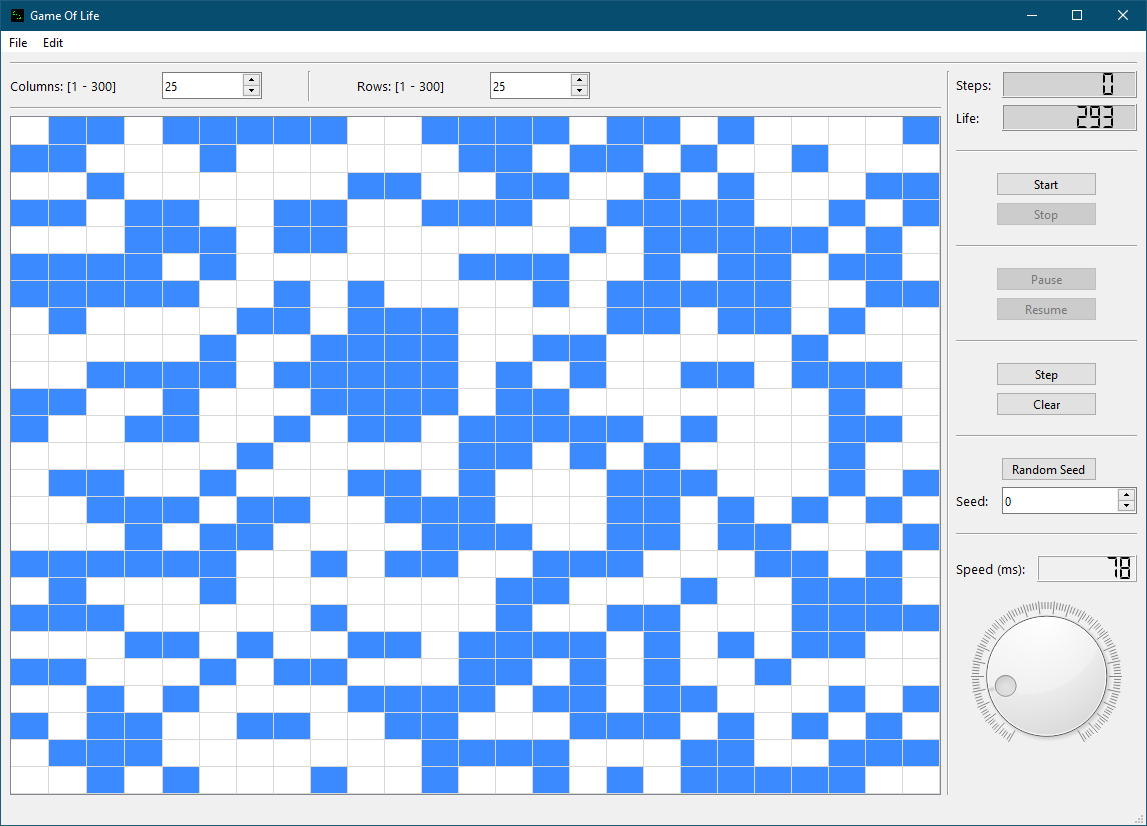 Game Of Life
File Edit
Columns: [1 - 300] 25 Rows: [1 - 300] 25
Steps: 0
Life: 293
Start
Stop
Pause
Resume
Step
Clear
Random Seed
Seed: 0
Speed (ms): 78